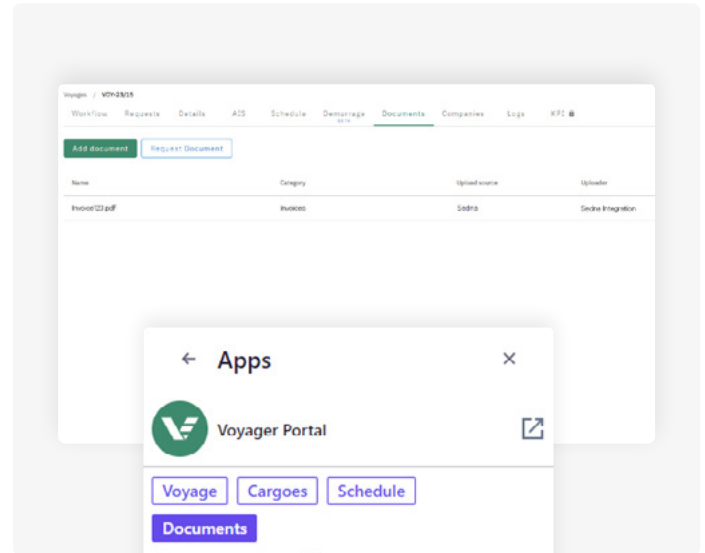 Voyages / VOY-23/15
Workflow Requests Details AIS Schedule Demurrage Documents Companies Logs KPI
BETA
Add document Request Document
Name Category Upload source Uploader
Invoice123.pdf Invoices Sedna Sedna Integration
← Apps ×
Voyager Portal
Voyage Cargoes Schedule
Documents